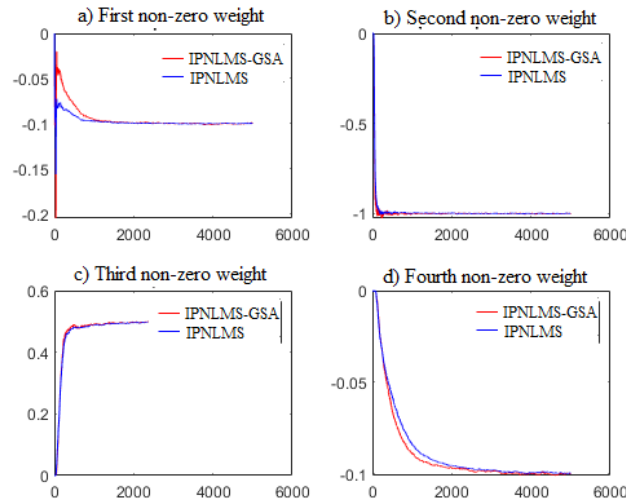 a) First non-zero weight
0
-0.05
-0.1
-0.15
-0.2
0 2000 4000 6000
IPNLMS-GSA
IPNLMS
b) Second non-zero weight
0
-0.5
-1
0 2000 4000 6000
IPNLMS-GSA
IPNLMS
c) Third non-zero weight
0.6
0.4
0.2
0
0 2000 4000 6000
IPNLMS-GSA
IPNLMS
d) Fourth non-zero weight
0
-0.05
-0.1
0 2000 4000 6000
IPNLMS-GSA
IPNLMS